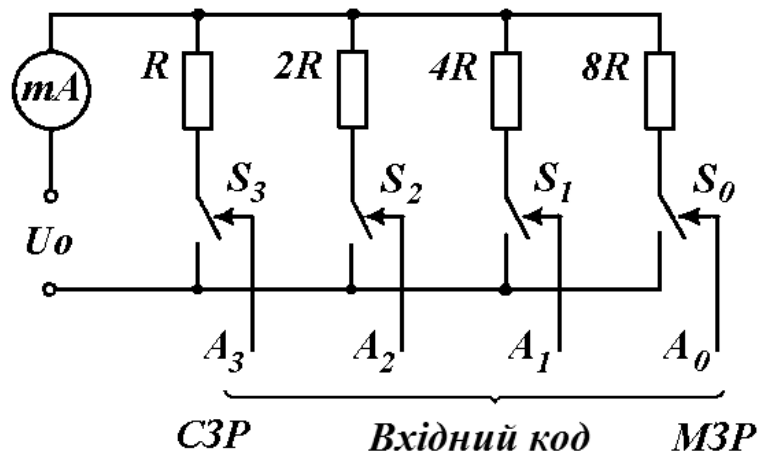 mA R 2R 4R 8R
S3 S2 S1 S0
Uo
A3 A2 A1 A0
СЗР Вхідний код МЗР